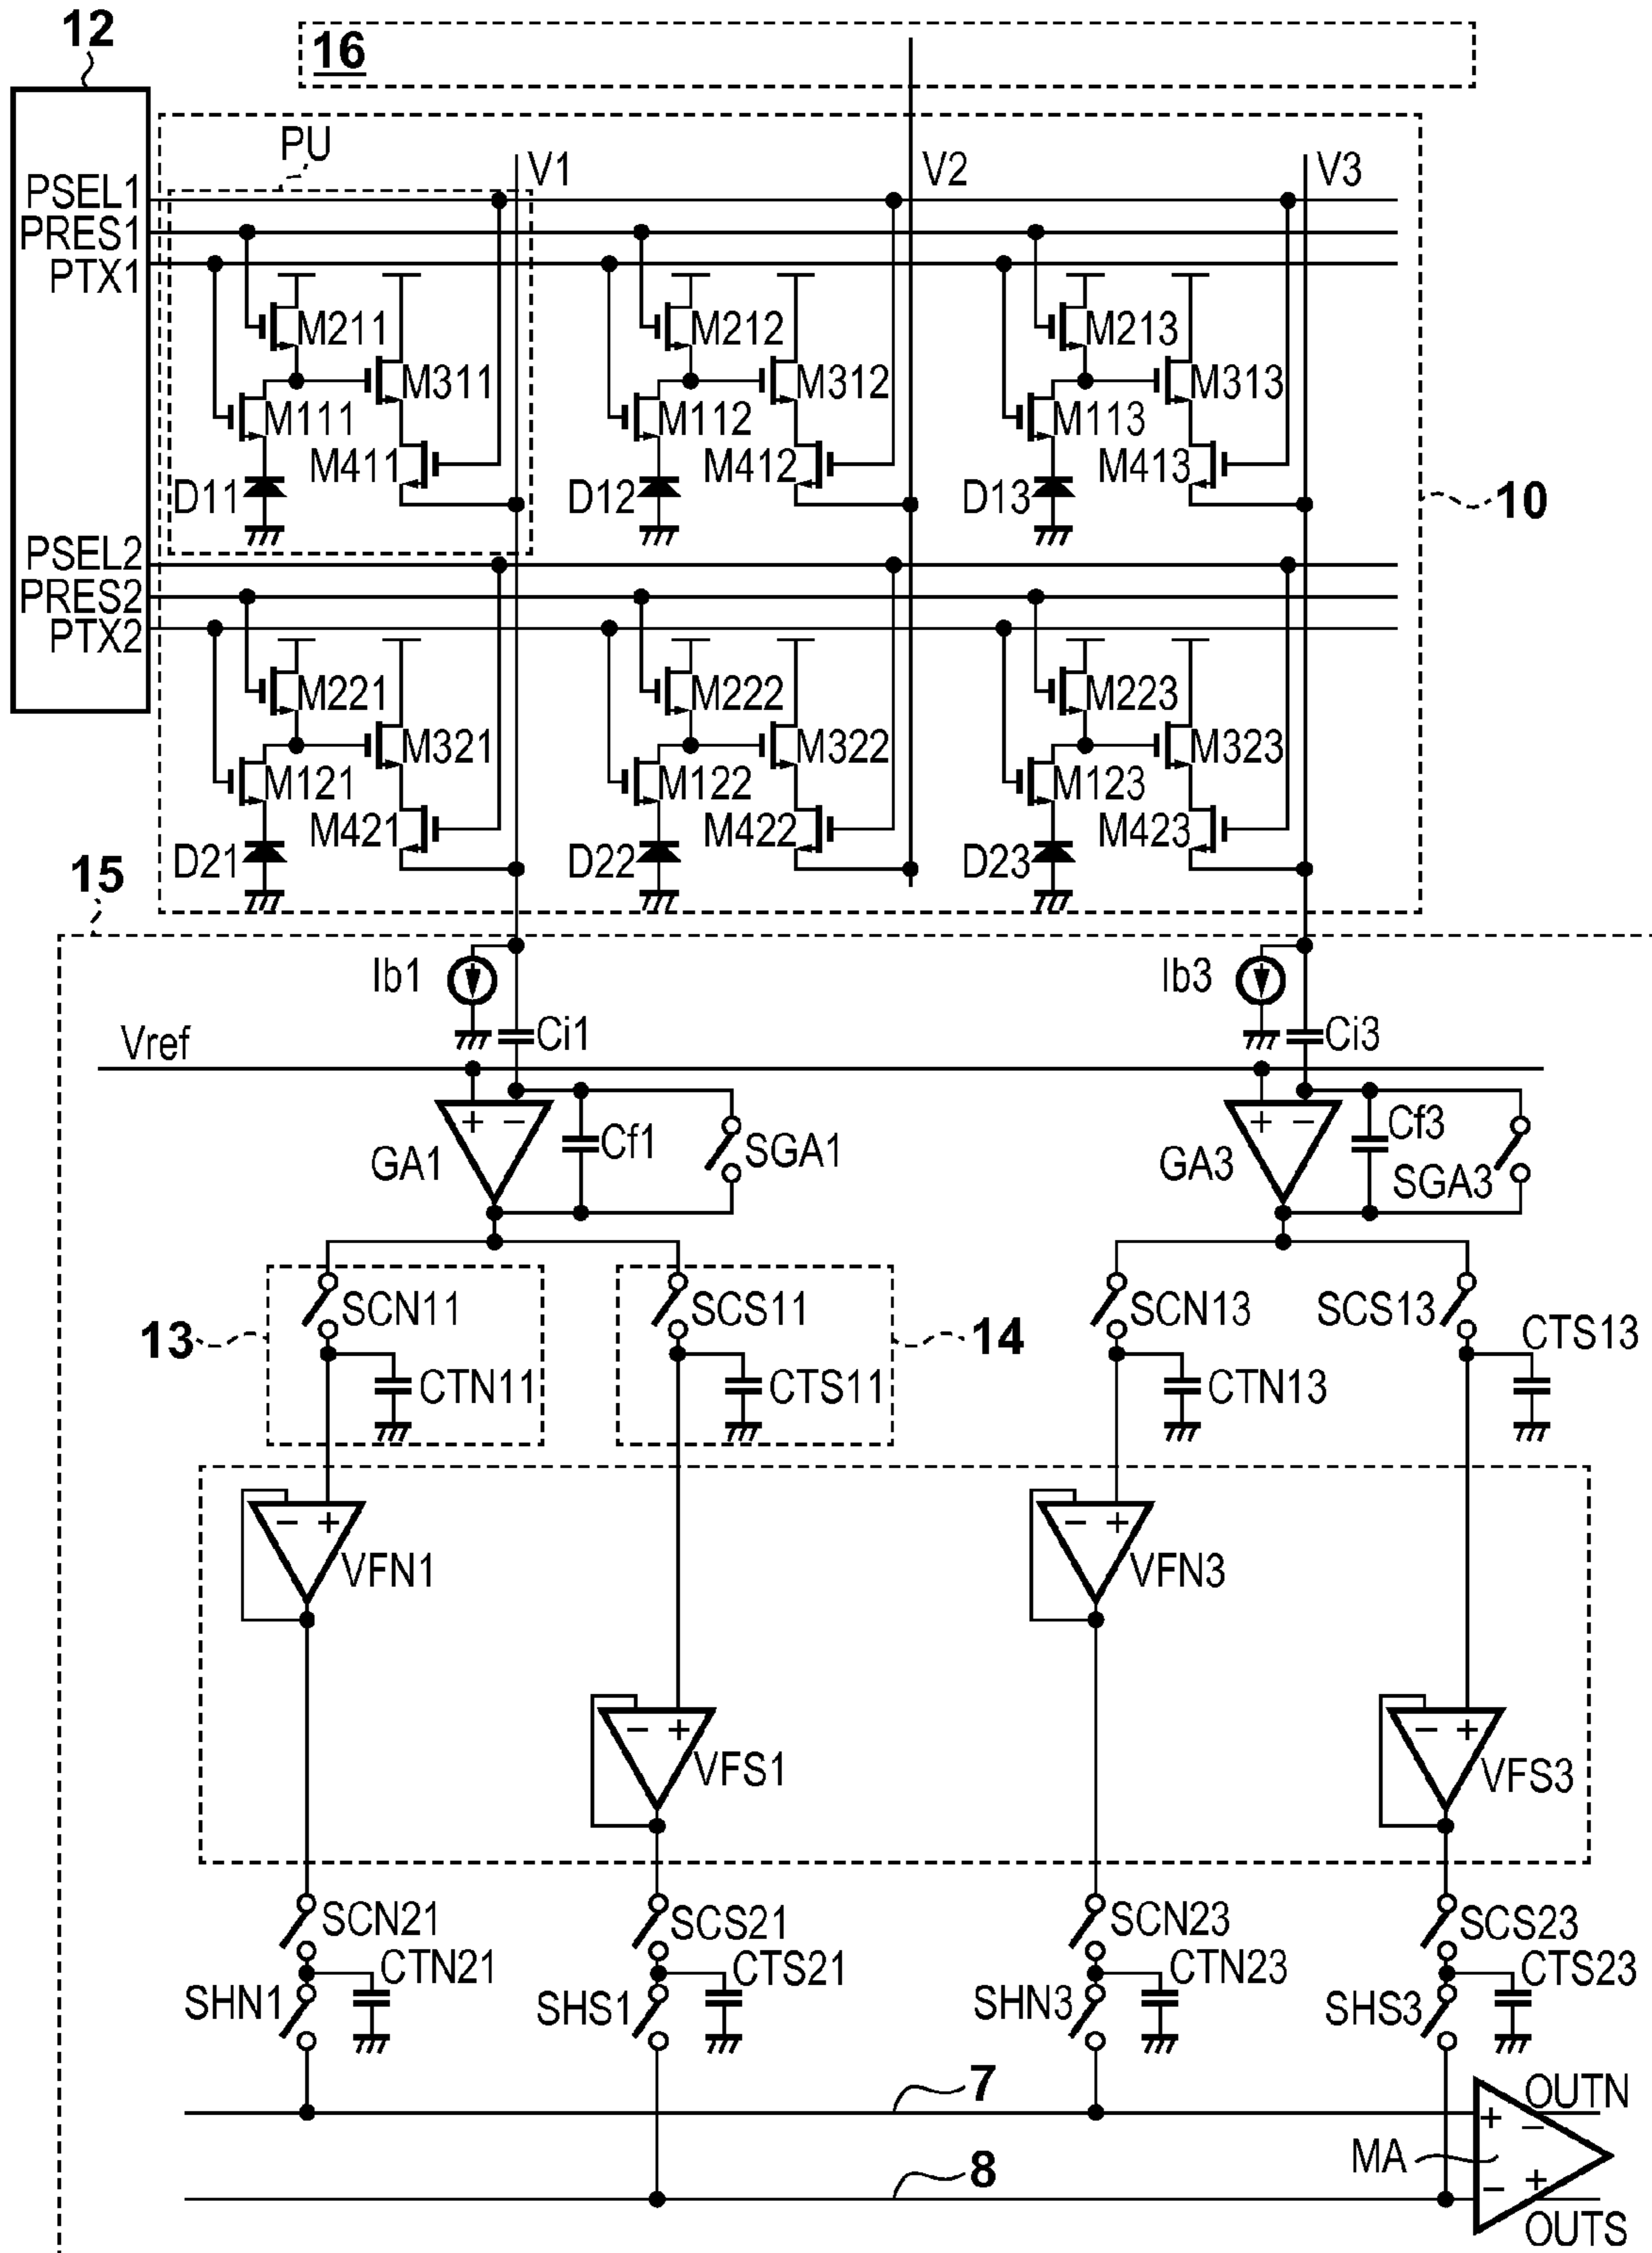 12
16
PU
V1
V2
V3
PSEL1
PRES1
PTX1
M211
M212
M213
M311
M312
M313
M111
M112
M113
M411
M412
M413
D11
D12
D13
10
PSEL2
PRES2
PTX2
M221
M222
M223
M321
M322
M323
M121
M122
M123
M421
M422
M423
D21
D22
D23
15
Ib1
Ib3
Vref
Ci1
Ci3
+ −
+ −
Cf1
Cf3
GA1
SGA1
GA3
SGA3
SCN11
SCS11
SCN13
SCS13
13
14
CTS13
CTN11
CTS11
CTN13
− +
− +
VFN1
VFN3
− +
− +
VFS1
VFS3
SCN21
SCS21
SCN23
SCS23
CTN21
CTS21
CTN23
CTS23
SHN1
SHS1
SHN3
SHS3
7
OUTN
+ −
MA
8
− +
OUTS